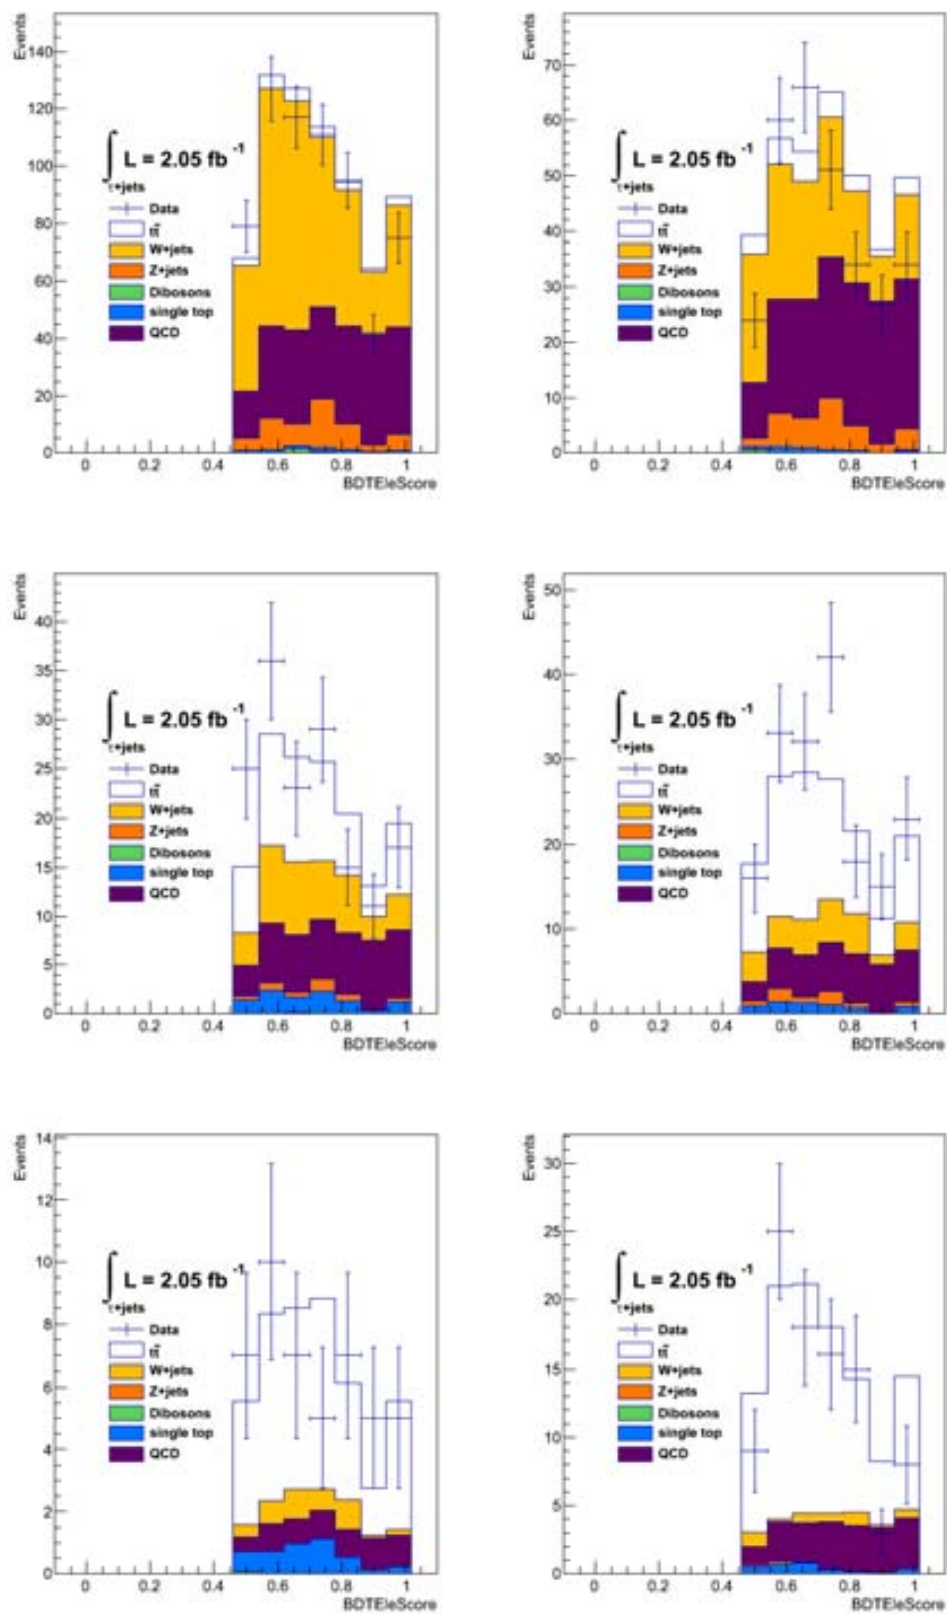 Events
140
120
100
80
60
40
20
0
∫ L = 2.05 fb -1
τ+jets
Data
tt̄
W+jets
Z+jets
Dibosons
single top
QCD
0 0.2 0.4 0.6 0.8 1
BDTEleScore
Events
70
60
50
40
30
20
10
0
∫ L = 2.05 fb -1
τ+jets
Data
tt̄
W+jets
Z+jets
Dibosons
single top
QCD
0 0.2 0.4 0.6 0.8 1
BDTEleScore
Events
40
35
30
25
20
15
10
5
0
∫ L = 2.05 fb -1
τ+jets
Data
tt̄
W+jets
Z+jets
Dibosons
single top
QCD
0 0.2 0.4 0.6 0.8 1
BDTEleScore
Events
50
40
30
20
10
0
∫ L = 2.05 fb -1
τ+jets
Data
tt̄
W+jets
Z+jets
Dibosons
single top
QCD
0 0.2 0.4 0.6 0.8 1
BDTEleScore
Events
14
12
10
8
6
4
2
0
∫ L = 2.05 fb -1
τ+jets
Data
tt̄
W+jets
Z+jets
Dibosons
single top
QCD
0 0.2 0.4 0.6 0.8 1
BDTEleScore
Events
30
25
20
15
10
5
0
∫ L = 2.05 fb -1
τ+jets
Data
tt̄
W+jets
Z+jets
Dibosons
single top
QCD
0 0.2 0.4 0.6 0.8 1
BDTEleScore